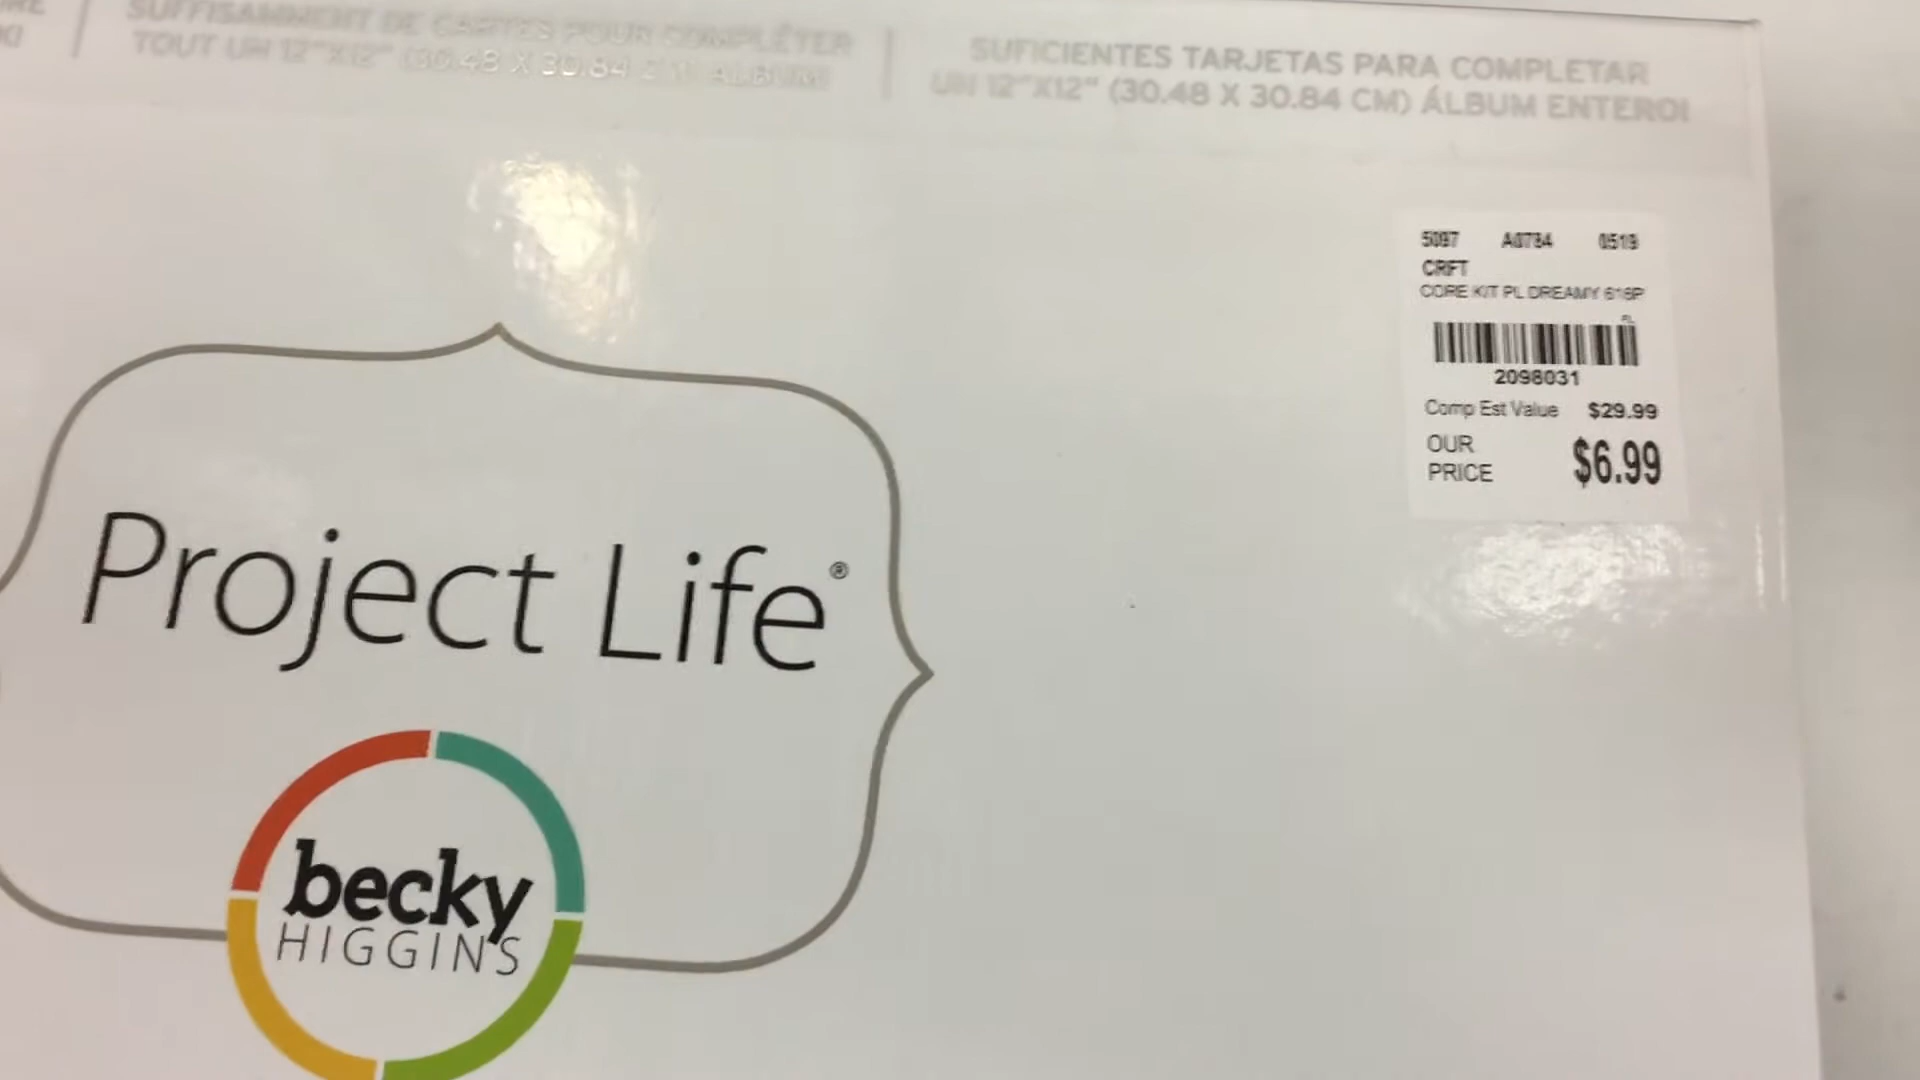 SUFFISAMMENT DE CARTES POUR COMPLÉTER
TOUT UN 12"X12" (30.48 X 30.84 CM) ALBUM!
SUFICIENTES TARJETAS PARA COMPLETAR
UN 12"X12" (30.48 X 30.84 CM) ÁLBUM ENTERO!
5097 A0784 0519
CRFT
CORE KIT PL DREAMY 616P
PL
2098031
Comp Est Value $29.99
OUR
PRICE $6.99
Project Life®
becky
HIGGINS